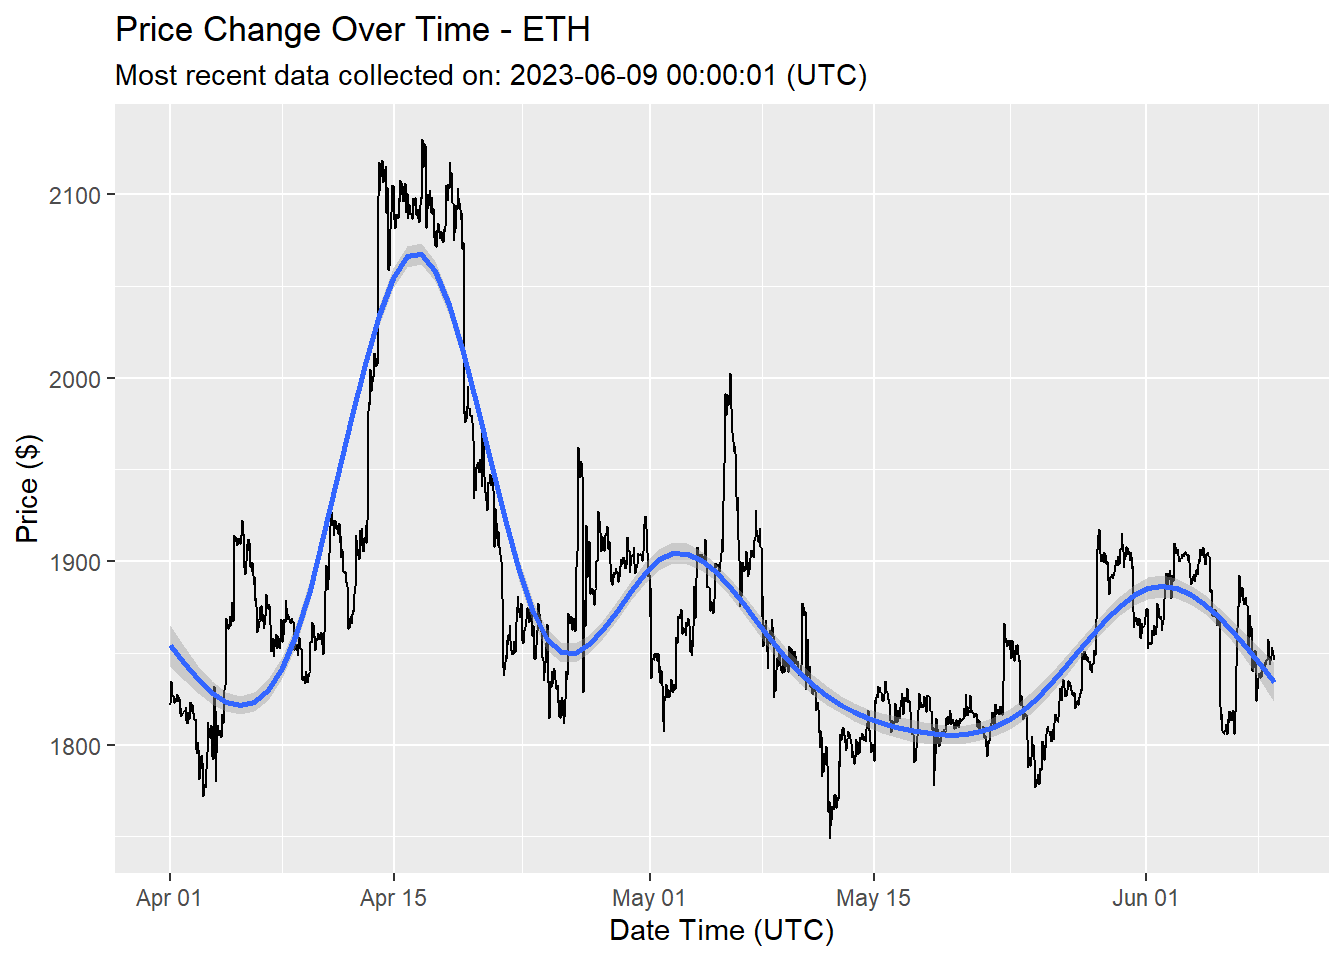 Price Change Over Time - ETH
Most recent data collected on: 2023-06-09 00:00:01 (UTC)
Price ($)
2100
2000
1900
1800
Apr 01
Apr 15
May 01
May 15
Jun 01
Date Time (UTC)